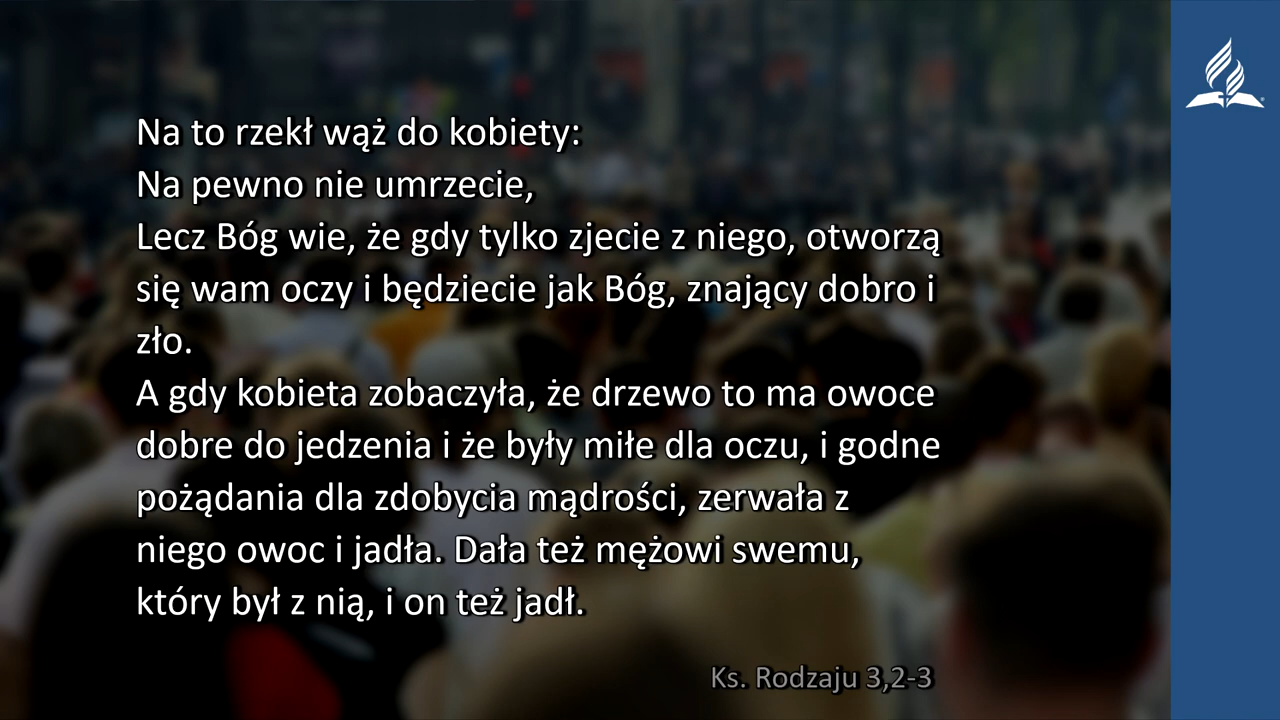 Na to rzekł wąż do kobiety:
Na pewno nie umrzecie,
Lecz Bóg wie, że gdy tylko zjecie z niego, otworzą
się wam oczy i będziecie jak Bóg, znający dobro i
zło.
A gdy kobieta zobaczyła, że drzewo to ma owoce
dobre do jedzenia i że były miłe dla oczu, i godne
pożądania dla zdobycia mądrości, zerwała z
niego owoc i jadła. Dała też mężowi swemu,
który był z nią, i on też jadł.
Ks. Rodzaju 3,2-3